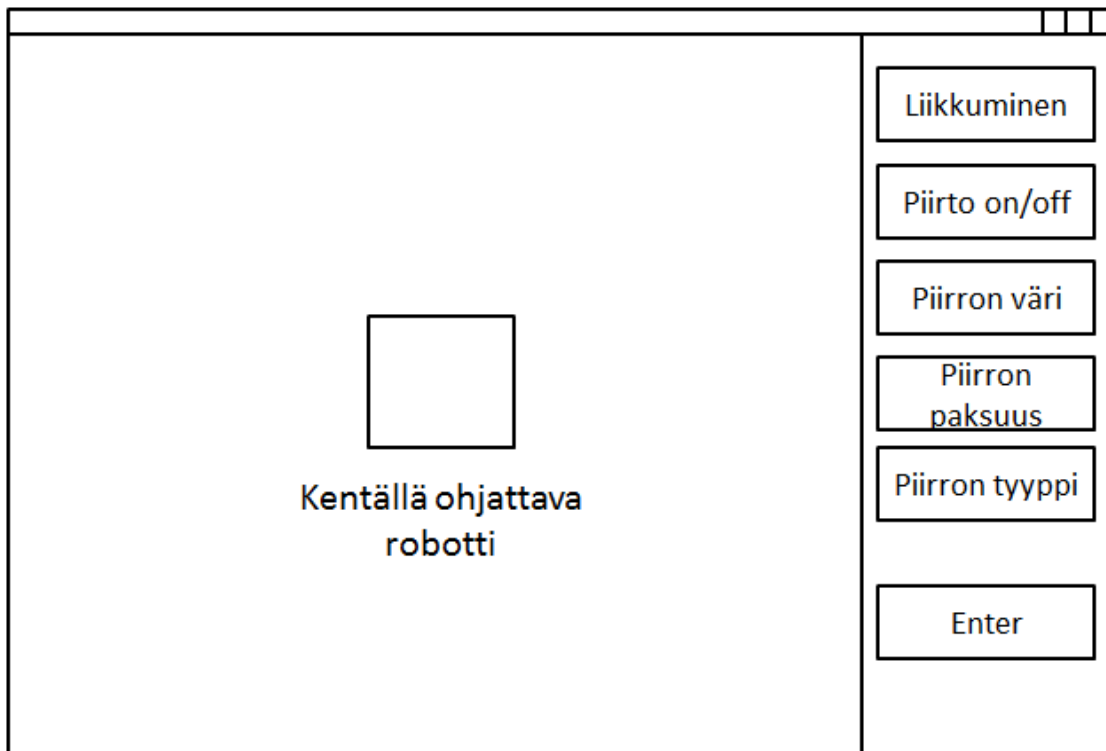 Liikkuminen
Piirto on/off
Piirron väri
Piirron
paksuus
Piirron tyyppi
Enter
Kentällä ohjattava
robotti